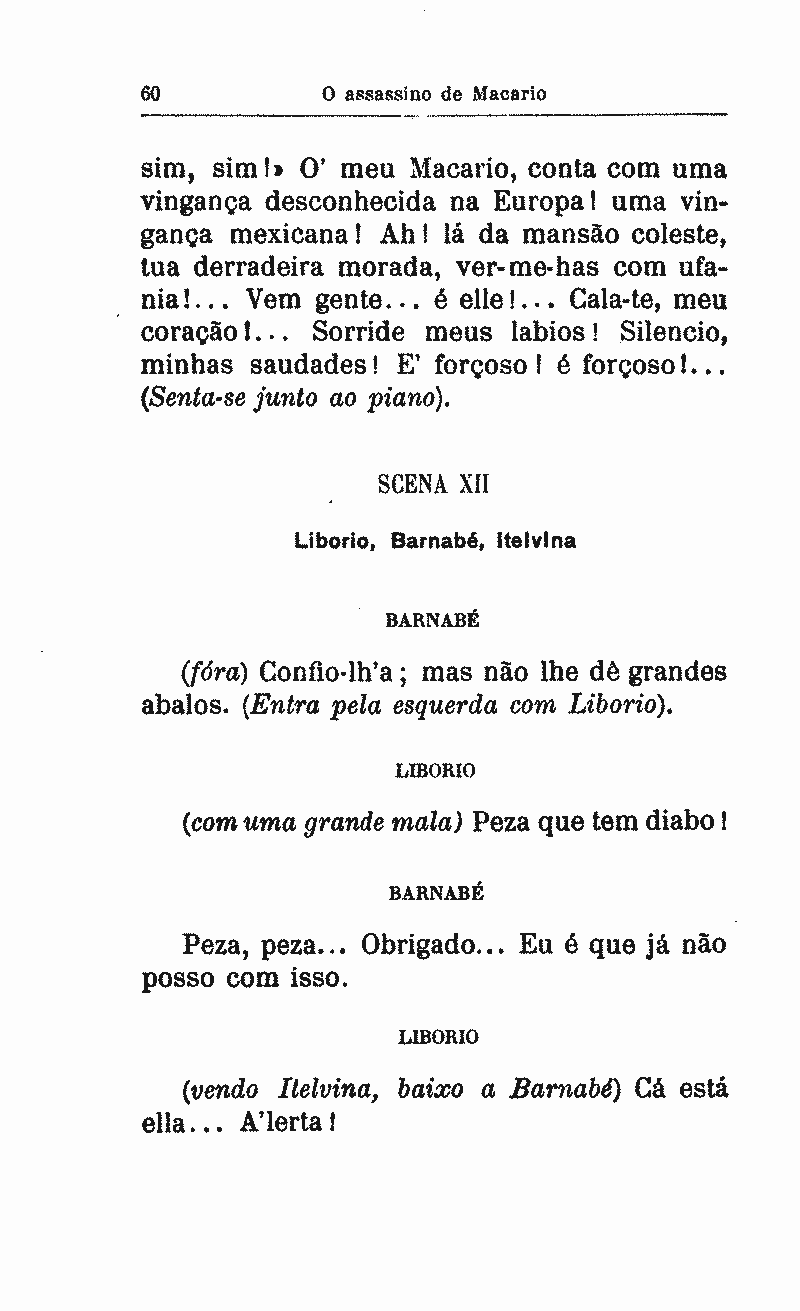 60 O assassino de Macario
sim, sim!» O' meu Macario, conta com uma
vingança desconhecida na Europa! uma vin-
gança mexicana! Ah! lá da mansão coleste,
tua derradeira morada, ver-me-has com ufa-
nia!... Vem gente... é elle!... Cala-te, meu
coração!... Sorride meus labios! Silencio,
minhas saudades! E' forçoso! é forçoso!...
(Senta-se junto ao piano).
SCENA XII
Liborio, Barnabé, Itelvina
BARNABÉ
(fóra) Confio-lh'a; mas não lhe dê grandes
abalos. (Entra pela esquerda com Liborio).
LIBORIO
(com uma grande mala) Peza que tem diabo!
BARNABÉ
Peza, peza... Obrigado... Eu é que já não
posso com isso.
LIBORIO
(vendo Itelvina, baixo a Barnabé) Cá está
ella... A'lerta!